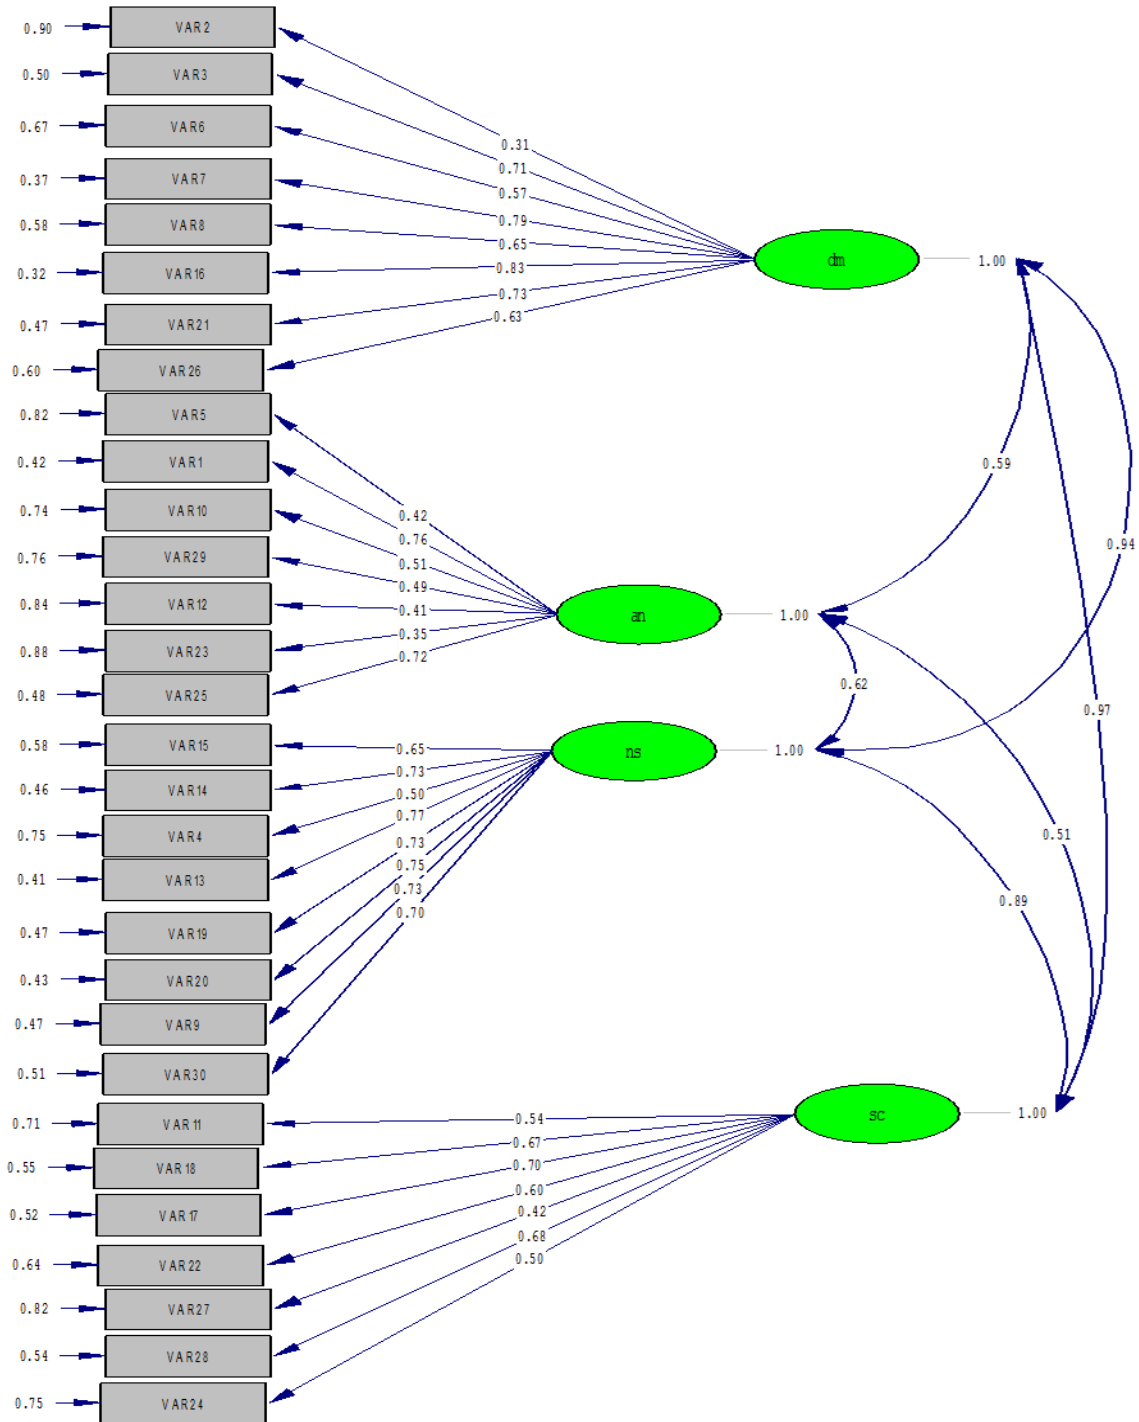 0.90 VAR2
0.50 VAR3
0.67 VAR6
0.31
0.71
0.37 VAR7
0.57
0.58 VAR8
0.79
0.65
0.32 VAR16
0.83
dm 1.00
0.73
0.47 VAR21
0.63
0.60 VAR26
0.82 VAR5
0.42 VAR1
0.59
0.74 VAR10
0.42
0.76
0.94
0.76 VAR29
0.51
0.49
0.84 VAR12
0.41
an 1.00
0.35
0.88 VAR23
0.72
0.62
0.48 VAR25
0.97
0.58 VAR15
0.65
ns 1.00
0.73
0.46 VAR14
0.50
0.77
0.75 VAR4
0.73
0.51
0.75
0.41 VAR13
0.73
0.89
0.70
0.47 VAR19
0.43 VAR20
0.47 VAR9
0.51 VAR30
sc 1.00
0.71 VAR11
0.54
0.67
0.55 VAR18
0.70
0.60
0.52 VAR17
0.42
0.68
0.50
0.64 VAR22
0.82 VAR27
0.54 VAR28
0.75 VAR24